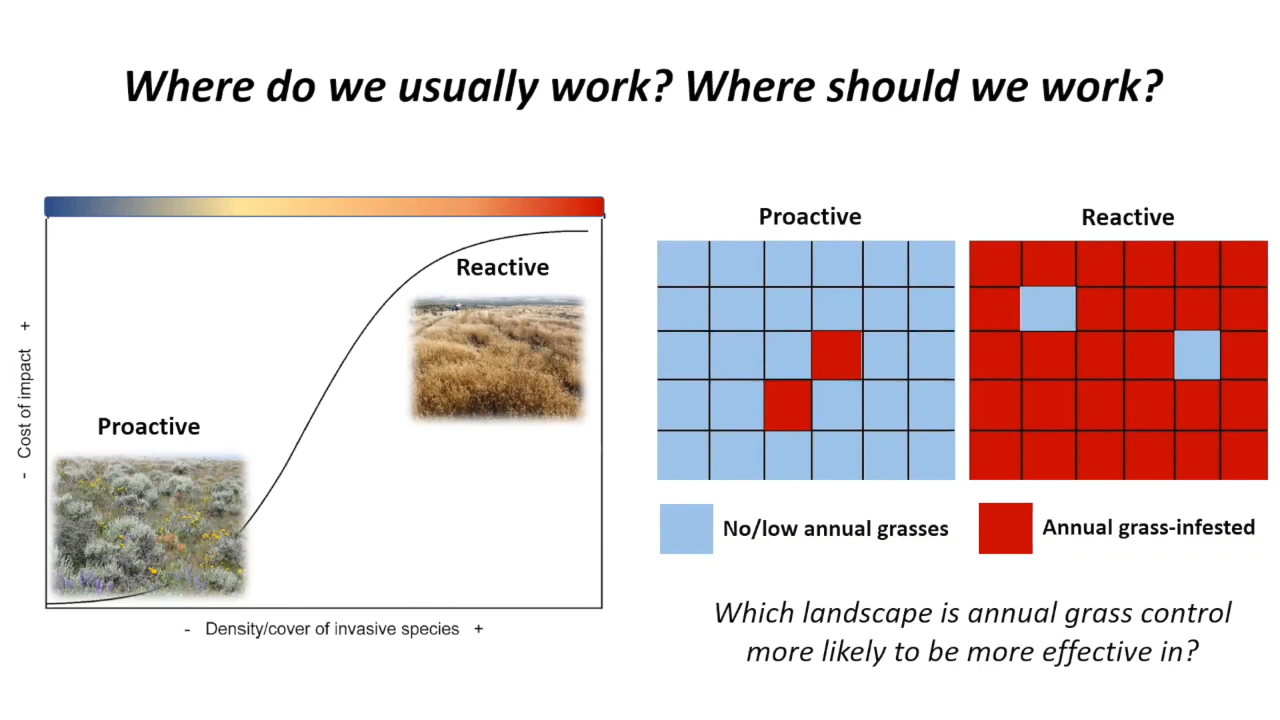 Where do we usually work? Where should we work?
Reactive
Proactive
- Cost of impact +
- Density/cover of invasive species +
Proactive
Reactive
No/low annual grasses
Annual grass-infested
Which landscape is annual grass control
more likely to be more effective in?